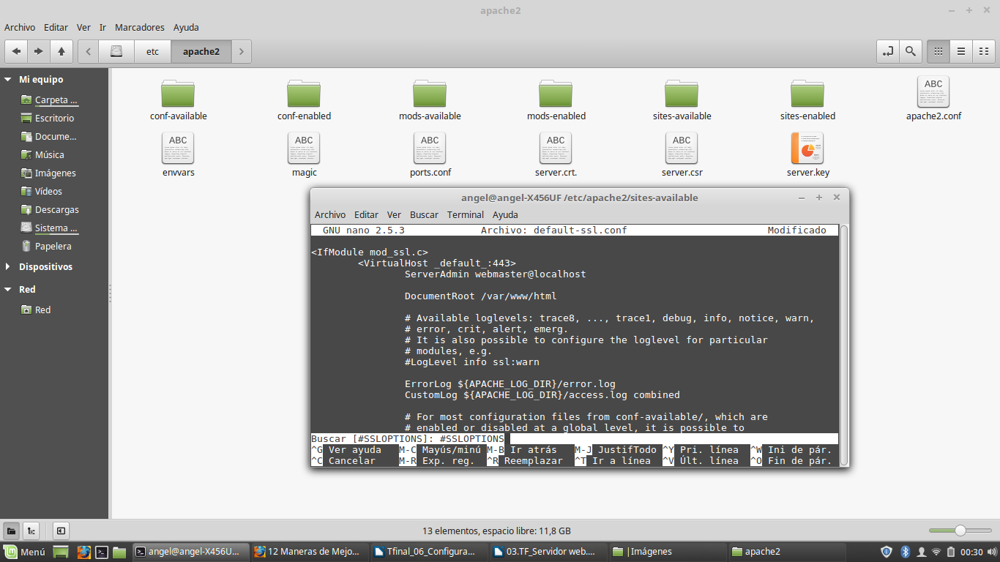 apache2
Archivo Editar Ver Ir Marcadores Ayuda
etc apache2
Mi equipo
Carpeta ...
Escritorio
Docume...
Música
Imágenes
Vídeos
Descargas
Sistema ...
Papelera
Dispositivos
Red
Red
conf-available conf-enabled mods-available mods-enabled sites-available sites-enabled ABC apache2.conf
ABC envvars ABC magic ABC ports.conf ABC server.crt. ABC server.csr server.key
angel@angel-X456UF /etc/apache2/sites-available
Archivo Editar Ver Buscar Terminal Ayuda
GNU nano 2.5.3 Archivo: default-ssl.conf Modificado
<IfModule mod_ssl.c>
<VirtualHost _default_:443>
ServerAdmin webmaster@localhost
DocumentRoot /var/www/html
# Available loglevels: trace8, ..., trace1, debug, info, notice, warn,
# error, crit, alert, emerg.
# It is also possible to configure the loglevel for particular
# modules, e.g.
#LogLevel info ssl:warn
ErrorLog ${APACHE_LOG_DIR}/error.log
CustomLog ${APACHE_LOG_DIR}/access.log combined
# For most configuration files from conf-available/, which are
# enabled or disabled at a global level, it is possible to
Buscar [#SSLOPTIONS]: #SSLOPTIONS
^G Ver ayuda M-C Mayús/minú M-B Ir atrás M-J JustifTodo ^Y Pri. línea ^W Ini de pár.
^C Cancelar M-R Exp. reg. ^R Reemplazar ^T Ir a línea ^V Últ. línea ^O Fin de pár.
13 elementos, espacio libre: 11,8 GB
Menú angel@angel-X456U... 12 Maneras de Mejo... Tfinal_06_Configura... 03.TF_Servidor web.... |Imágenes apache2 00:30